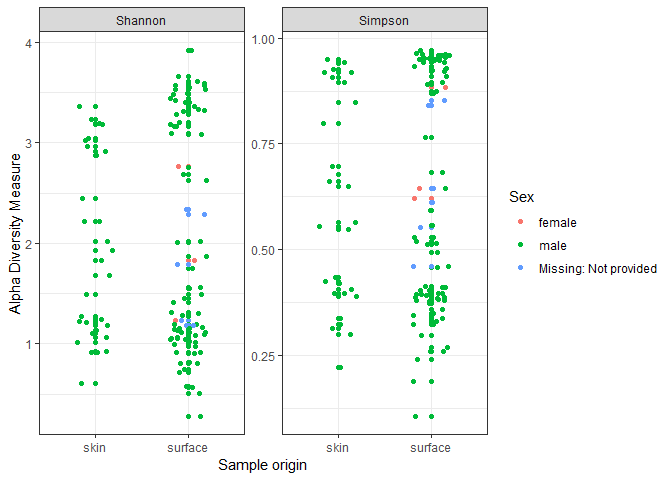 Shannon
Simpson
Alpha Diversity Measure
4
3
2
1
1.00
0.75
0.50
0.25
skin
surface
skin
surface
Sample origin
Sex
female
male
Missing: Not provided